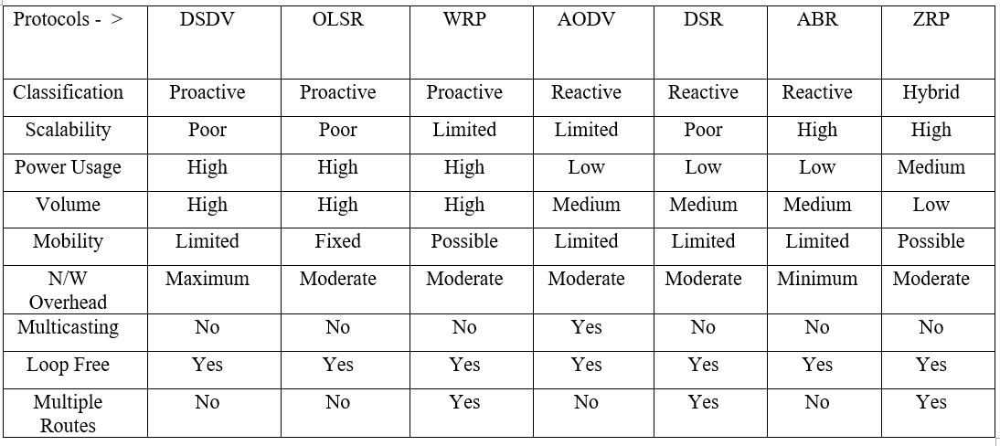 Protocols - > DSDV OLSR WRP AODV DSR ABR ZRP
Classification Proactive Proactive Proactive Reactive Reactive Reactive Hybrid
Scalability Poor Poor Limited Limited Poor High High
Power Usage High High High Low Low Low Medium
Volume High High High Medium Medium Medium Low
Mobility Limited Fixed Possible Limited Limited Limited Possible
N/W Maximum Moderate Moderate Moderate Moderate Minimum Moderate
Overhead
Multicasting No No No Yes No No No
Loop Free Yes Yes Yes Yes Yes Yes Yes
Multiple No No Yes No Yes No Yes
Routes